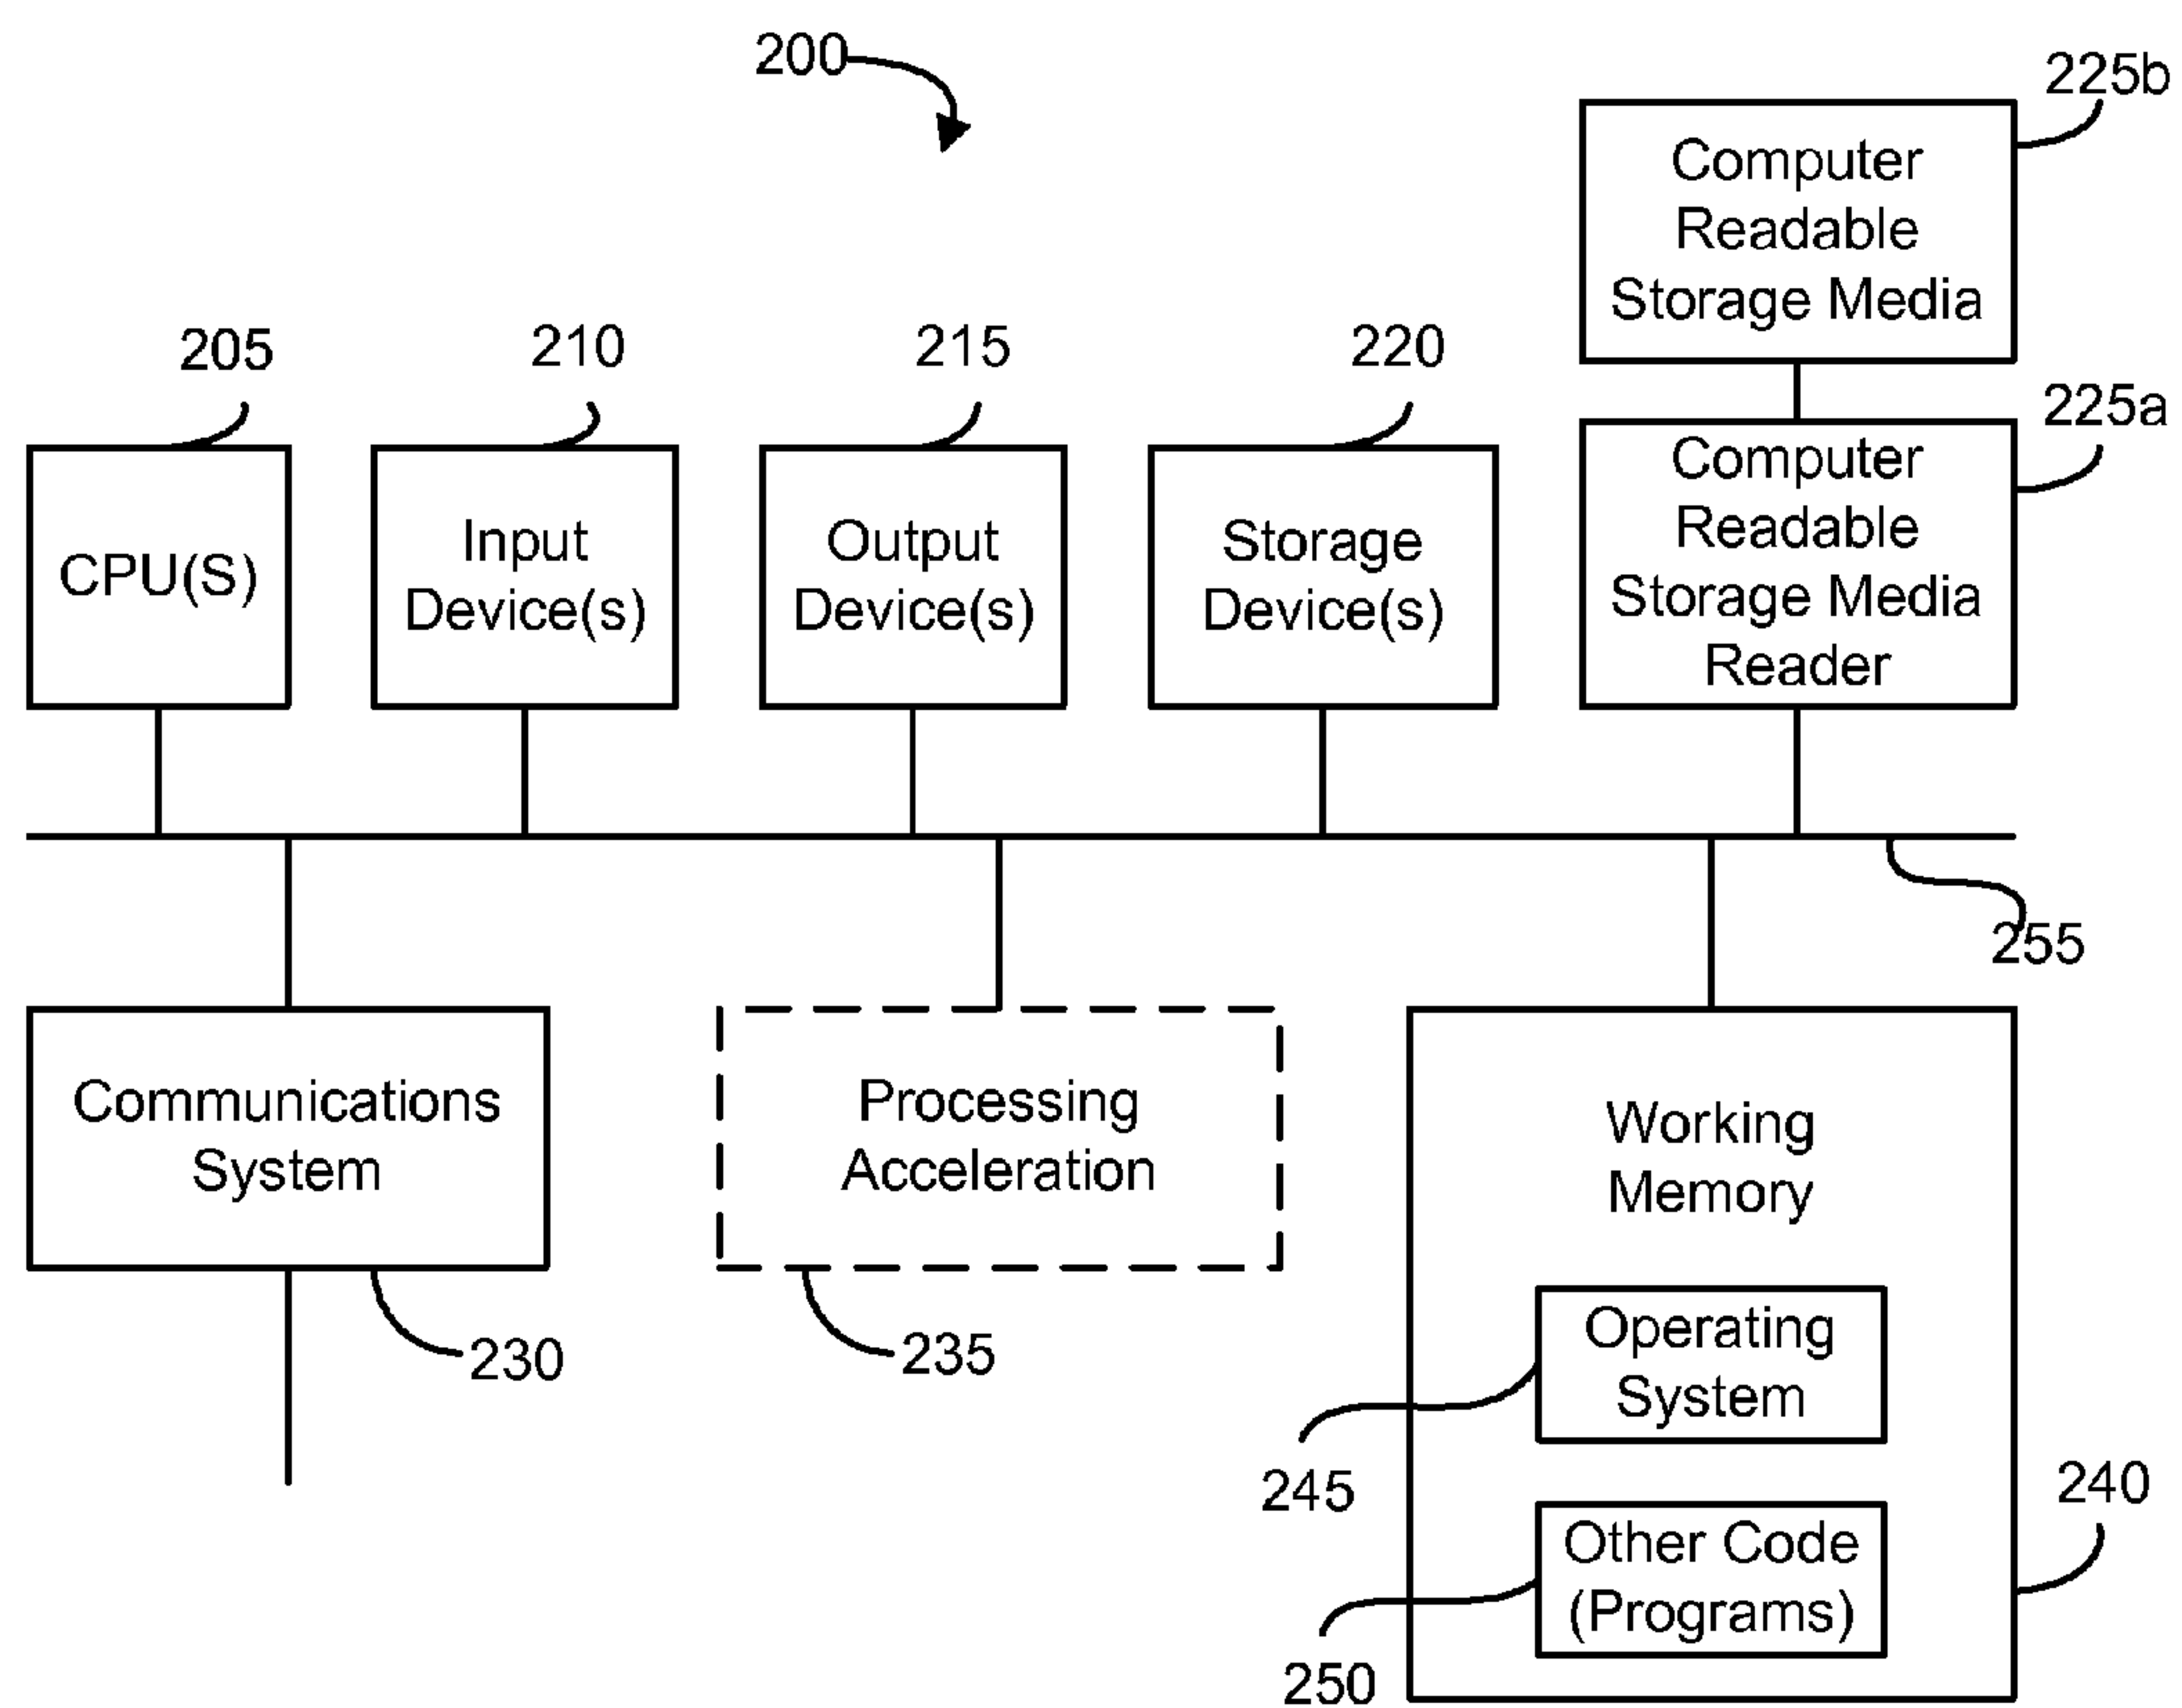 200
225b
Computer
Readable
Storage Media
205
210
215
220
225a
CPU(S)
Input
Device(s)
Output
Device(s)
Storage
Device(s)
Computer
Readable
Storage Media
Reader
255
Communications
System
230
Processing
Acceleration
235
Working
Memory
Operating
System
245
240
Other Code
(Programs)
250